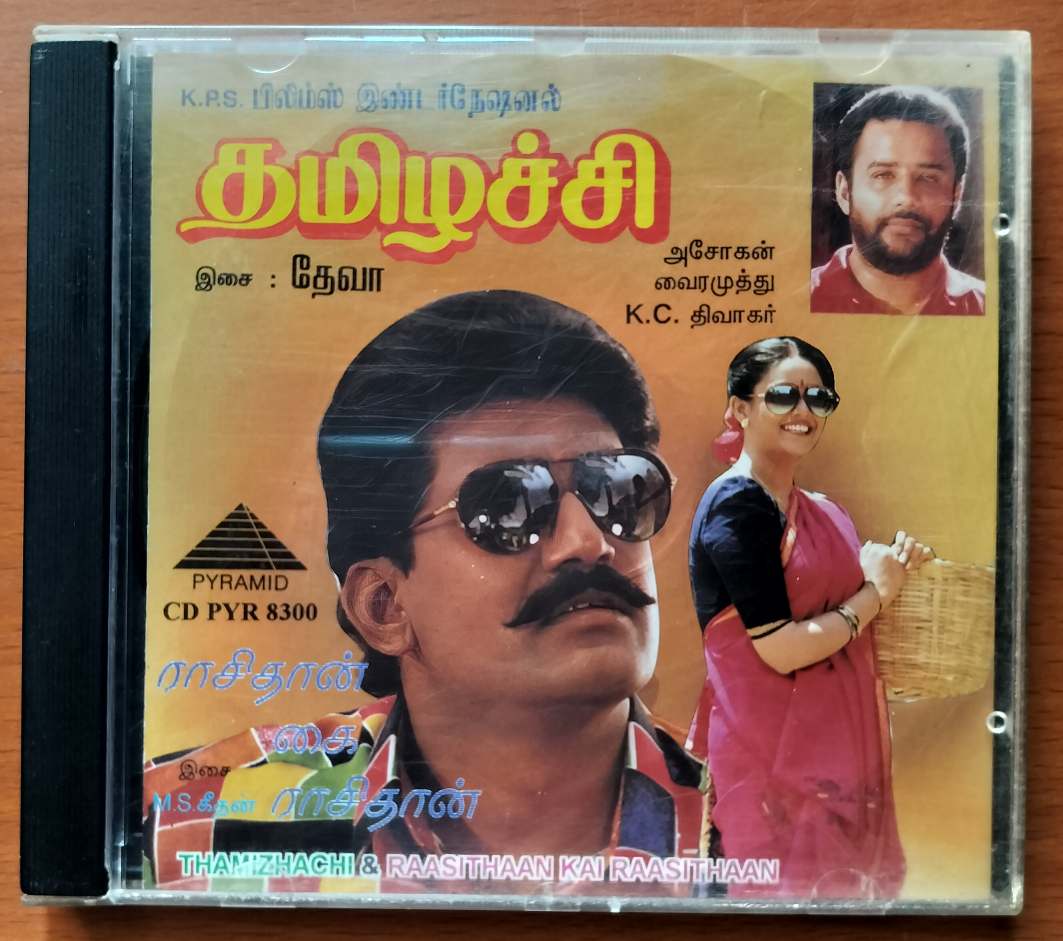 K.P.S. பிலிம்ஸ் இண்டர்நேஷனல்
தமிழச்சி
இசை : தேவா
அசோகன்
வைரமுத்து
K.C. திவாகர்
PYRAMID
CD PYR 8300
ராசிதான்
கை
ராசிதான்
இசை
M.S.கீதன்
THAMIZHACHI & RAASITHAAN KAI RAASITHAAN